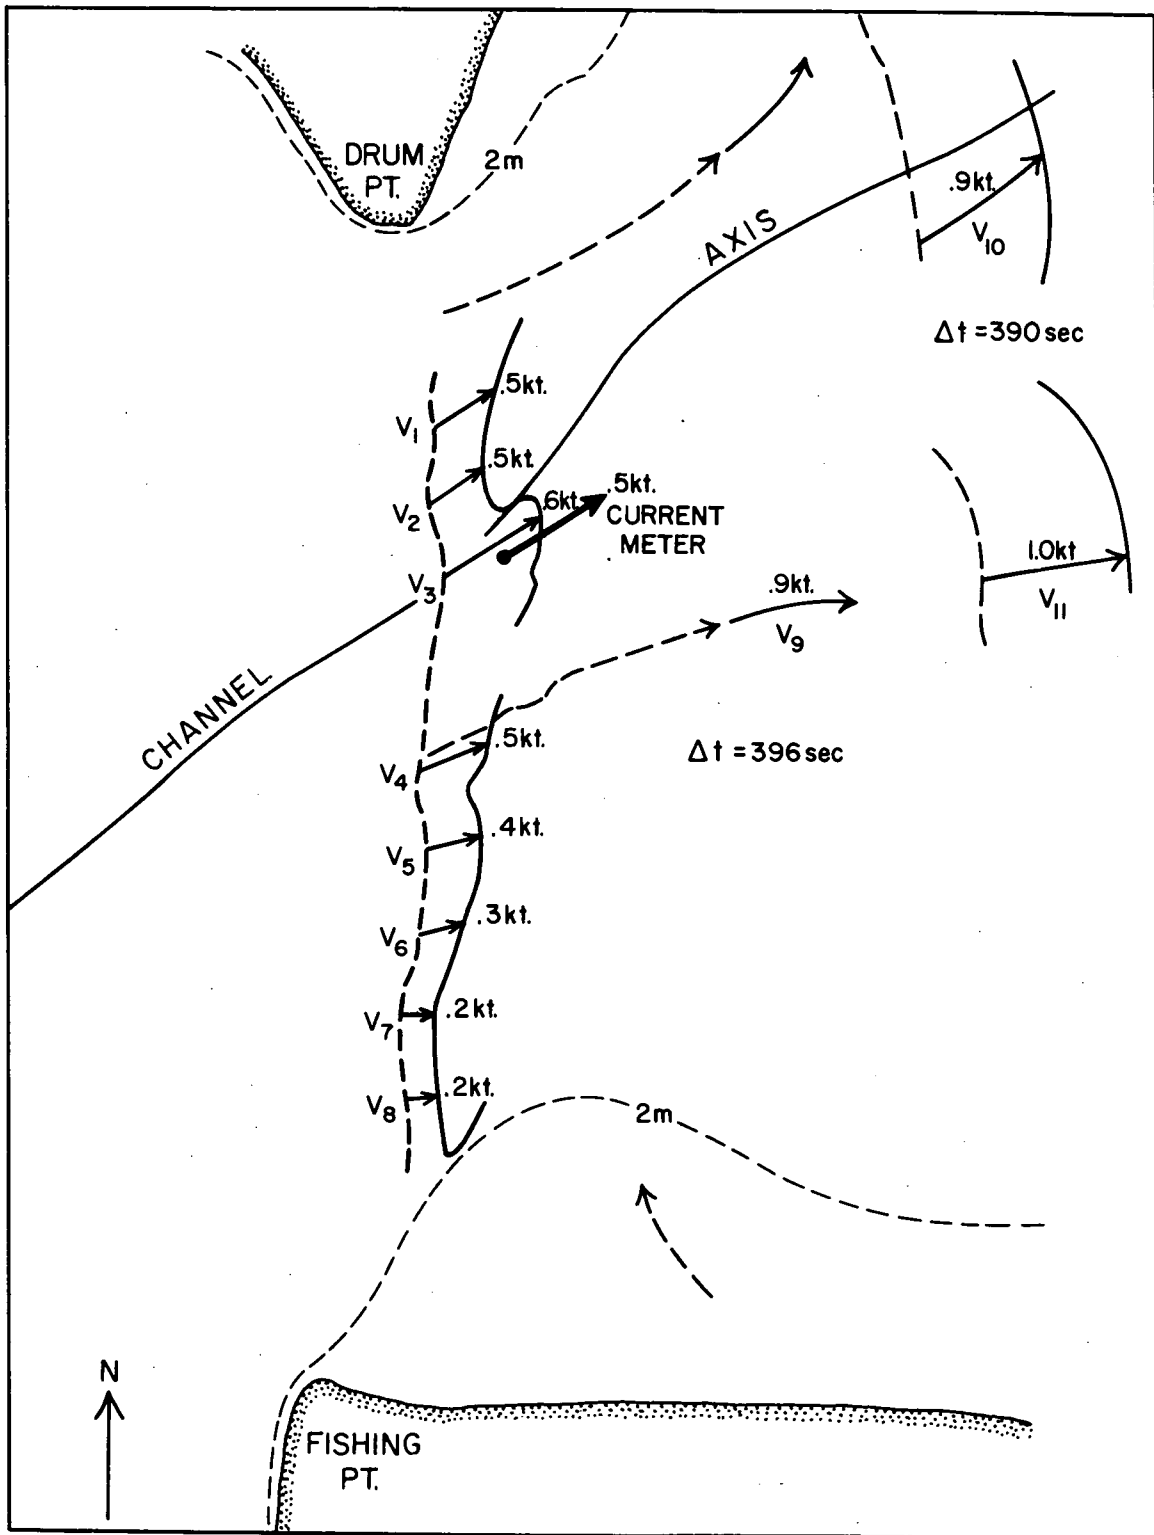 DRUM
PT.
2m
.9kt.
V10
AXIS
Δt = 390 sec
.5kt.
V1
.5kt.
V2
.6kt.
.5kt.
CURRENT
METER
V3
1.0kt
V11
.9kt.
V9
CHANNEL
.5kt.
V4
Δt = 396 sec
.4kt.
V5
.3kt.
V6
.2kt.
V7
.2kt.
V8
2m
N
FISHING
PT.